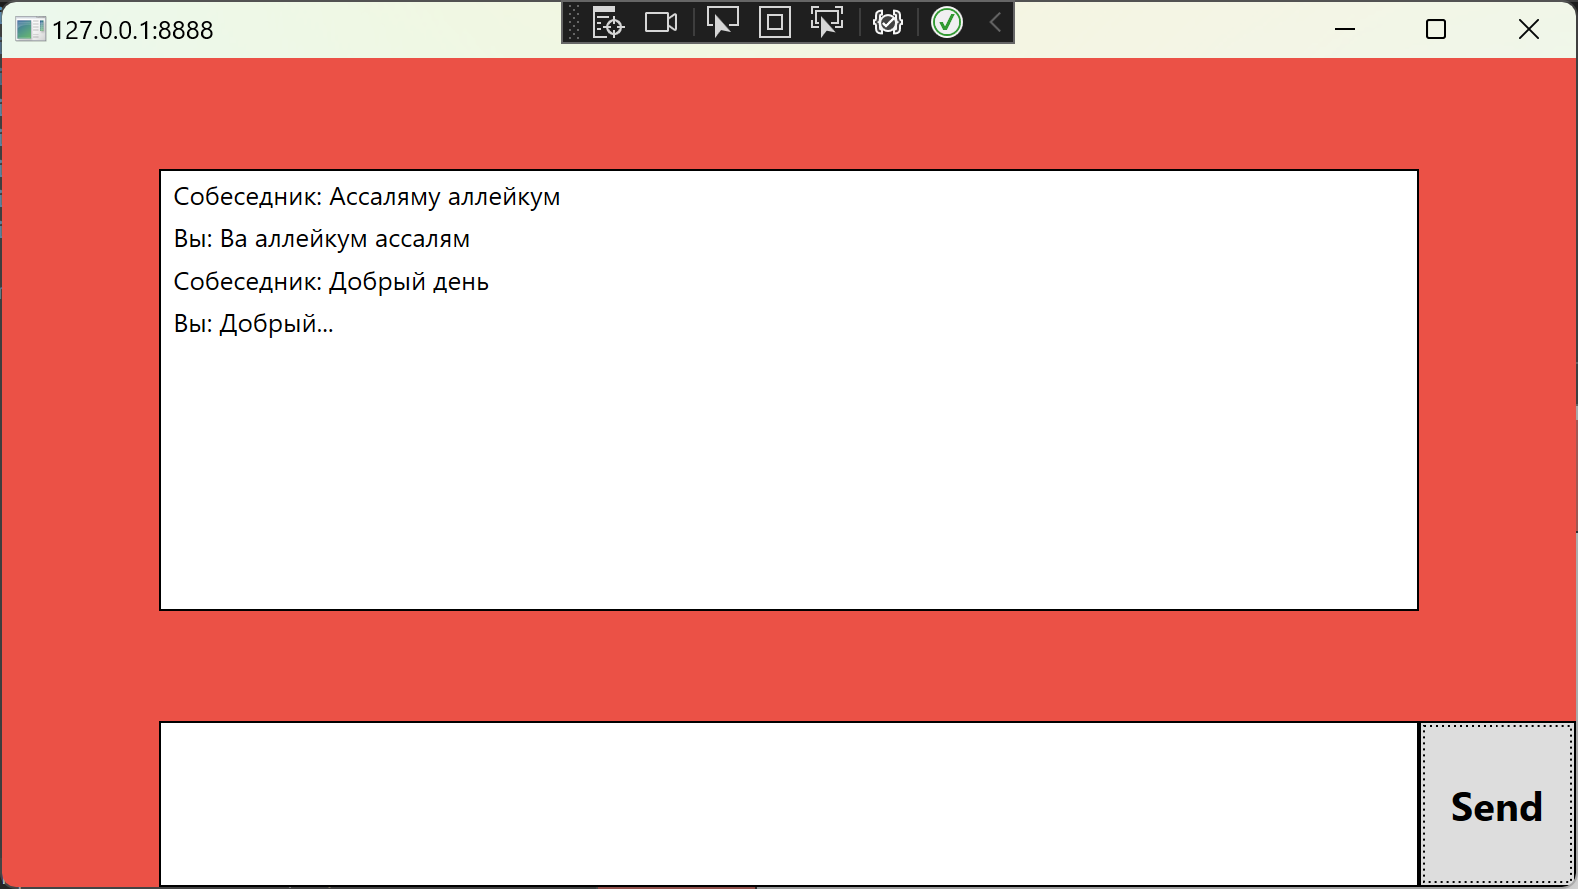 127.0.0.1:8888
Собеседник: Ассаляму аллейкум
Вы: Ва аллейкум ассалям
Собеседник: Добрый день
Вы: Добрый...
Send